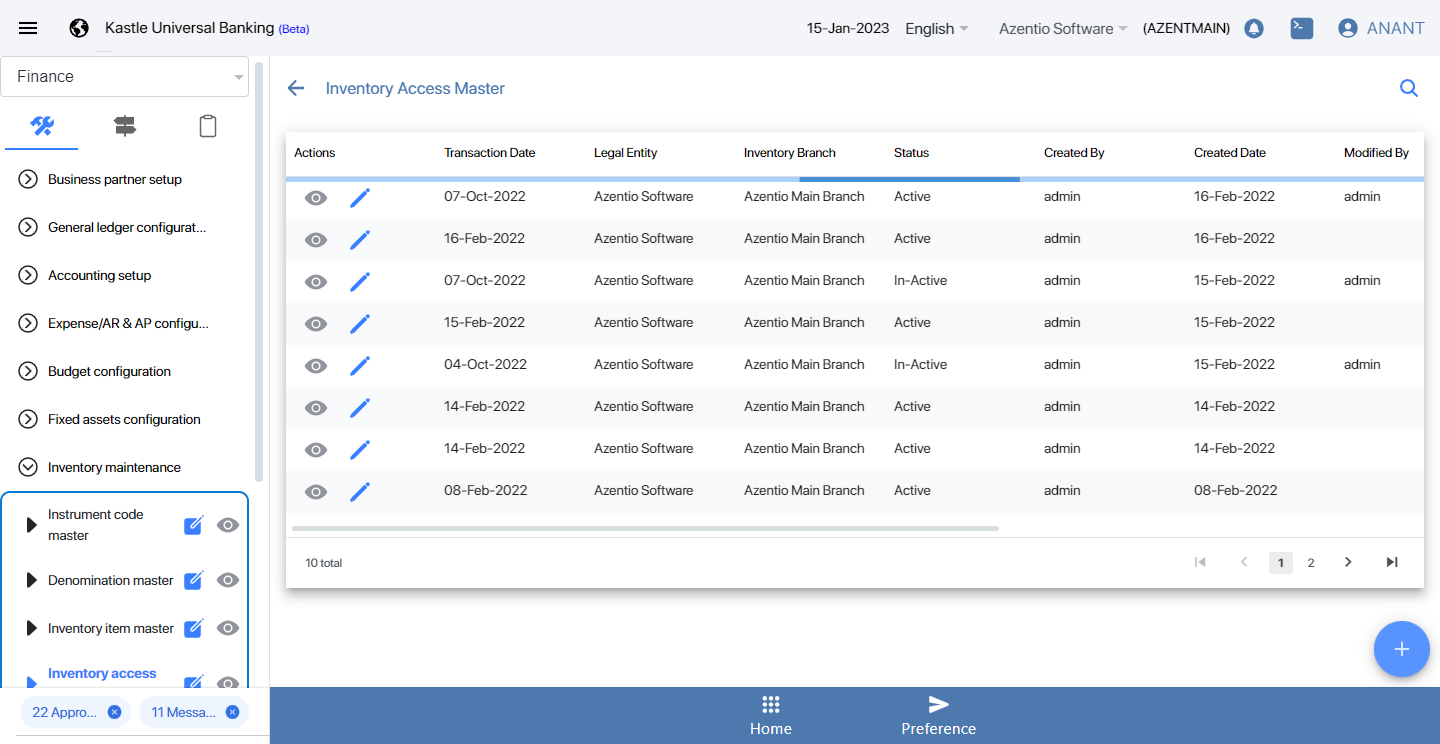 Kastle Universal Banking (Beta)
15-Jan-2023 English Azentio Software (AZENTMAIN) ANANT
Finance
Business partner setup
General ledger configurat...
Accounting setup
Expense/AR & AP configu...
Budget configuration
Fixed assets configuration
Inventory maintenance
Instrument code
master
Denomination master
Inventory item master
Inventory access
22 Appro... 11 Messa...
Inventory Access Master
Actions Transaction Date Legal Entity Inventory Branch Status Created By Created Date Modified By
07-Oct-2022 Azentio Software Azentio Main Branch Active admin 16-Feb-2022 admin
16-Feb-2022 Azentio Software Azentio Main Branch Active admin 16-Feb-2022
07-Oct-2022 Azentio Software Azentio Main Branch In-Active admin 15-Feb-2022 admin
15-Feb-2022 Azentio Software Azentio Main Branch Active admin 15-Feb-2022
04-Oct-2022 Azentio Software Azentio Main Branch In-Active admin 15-Feb-2022 admin
14-Feb-2022 Azentio Software Azentio Main Branch Active admin 14-Feb-2022
14-Feb-2022 Azentio Software Azentio Main Branch Active admin 14-Feb-2022
08-Feb-2022 Azentio Software Azentio Main Branch Active admin 08-Feb-2022
10 total 1 2
Home Preference